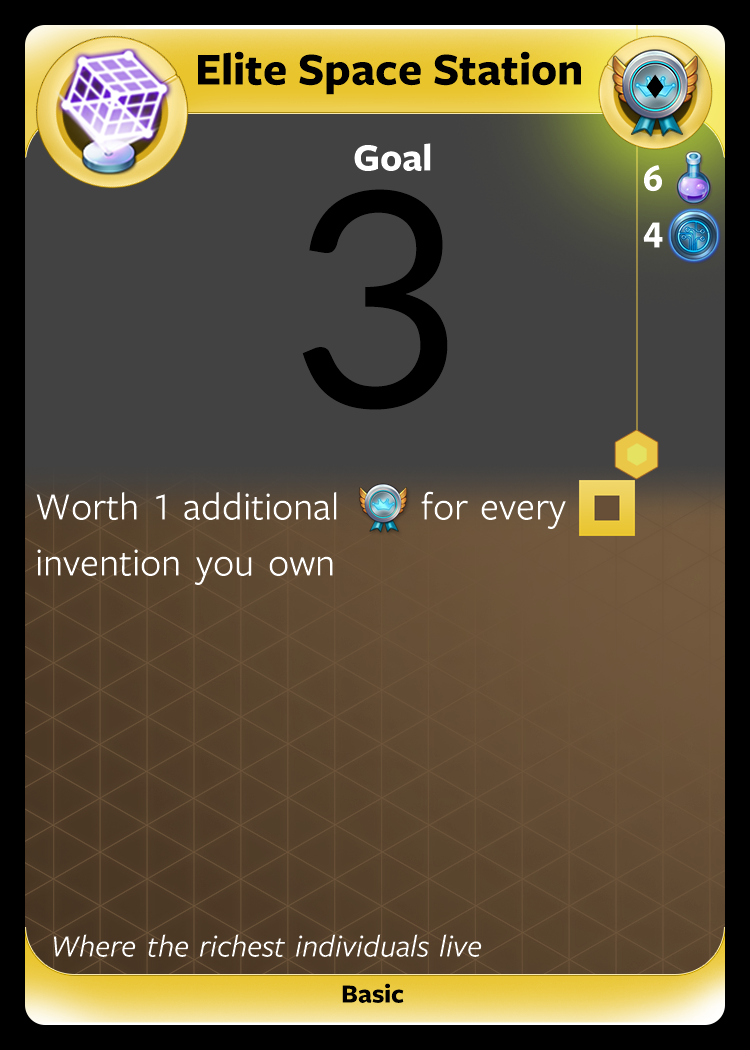 Elite Space Station
Goal
3
6
4
Worth 1 additional for every
invention you own
Where the richest individuals live
Basic